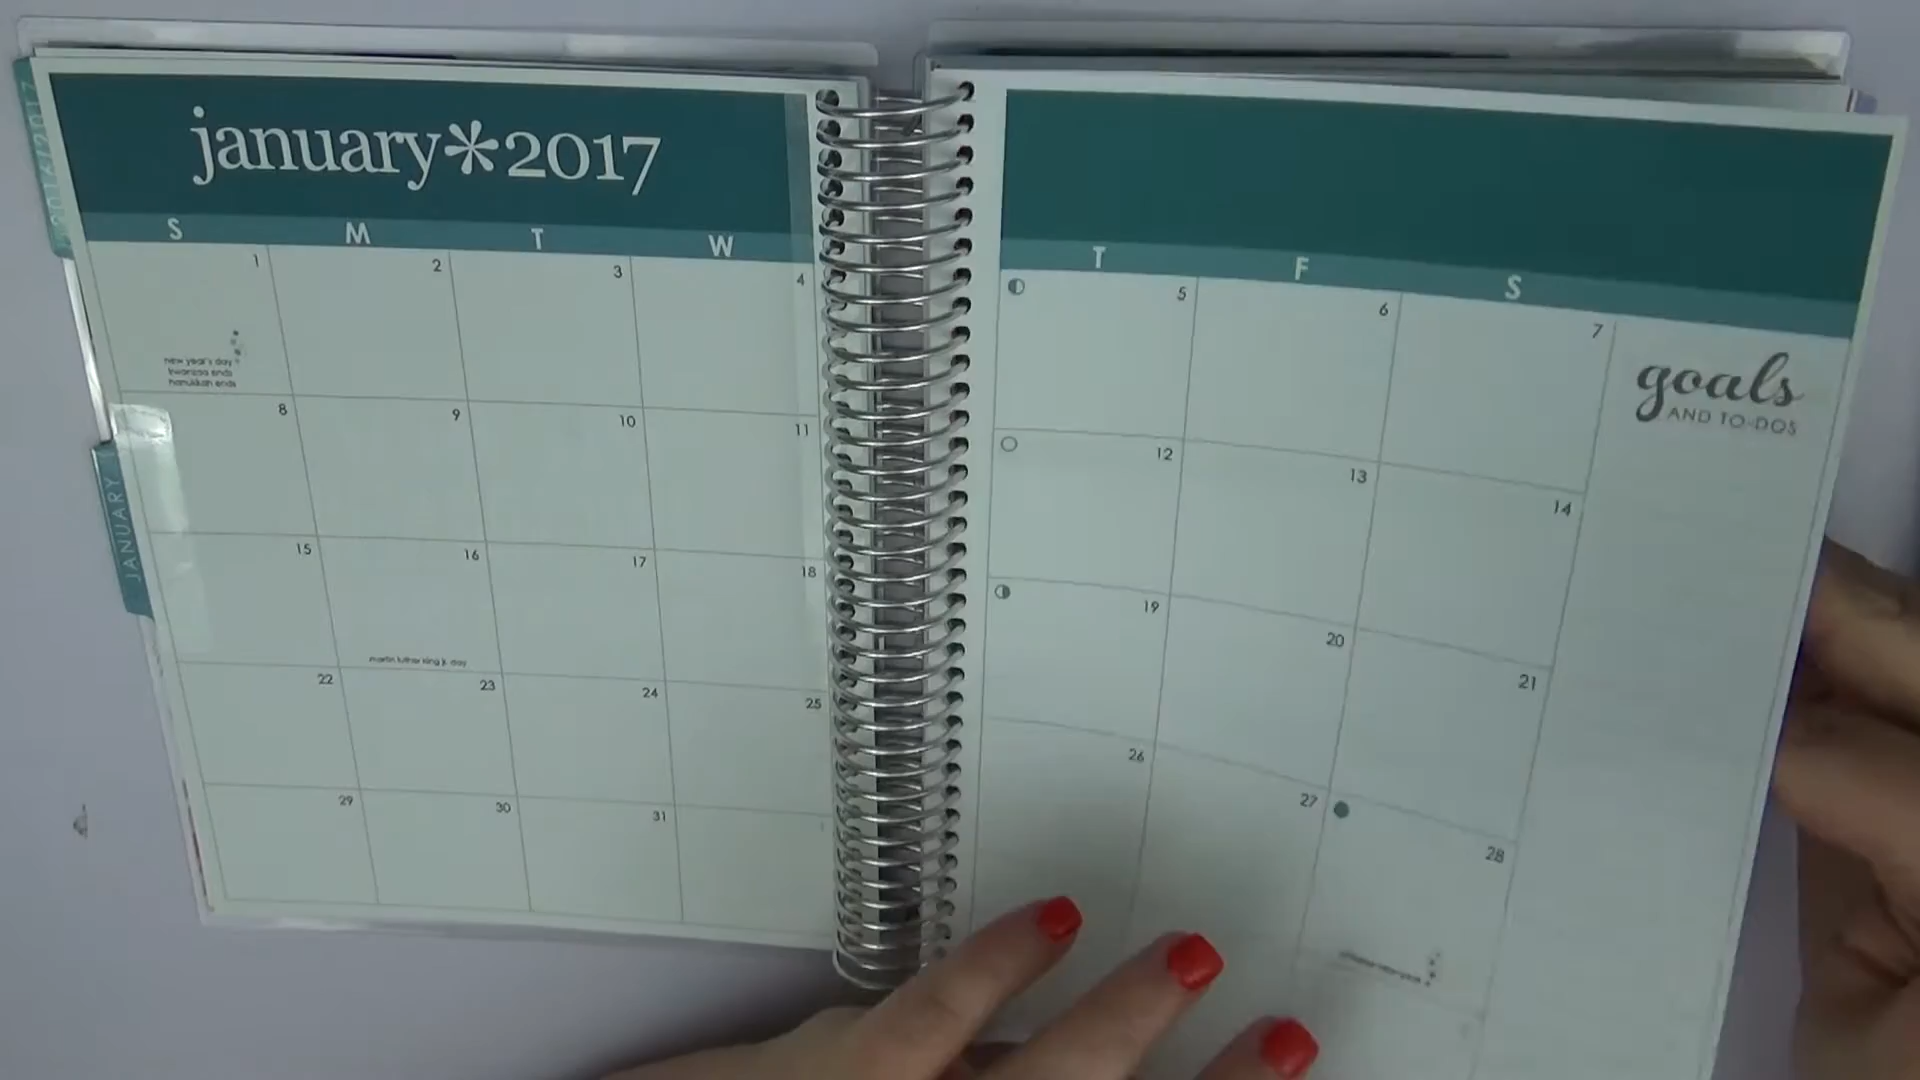 january*2017
S M T W T F S
1 2 3 4 5 6 7
new year's day
kwanzaa ends
hanukkah ends
goals
AND TO-DOS
8 9 10 11 12 13 14
15 16 17 18 19 20 21
martin luther king jr. day
22 23 24 25 26 27 28
29 30 31
2016/2017
JANUARY